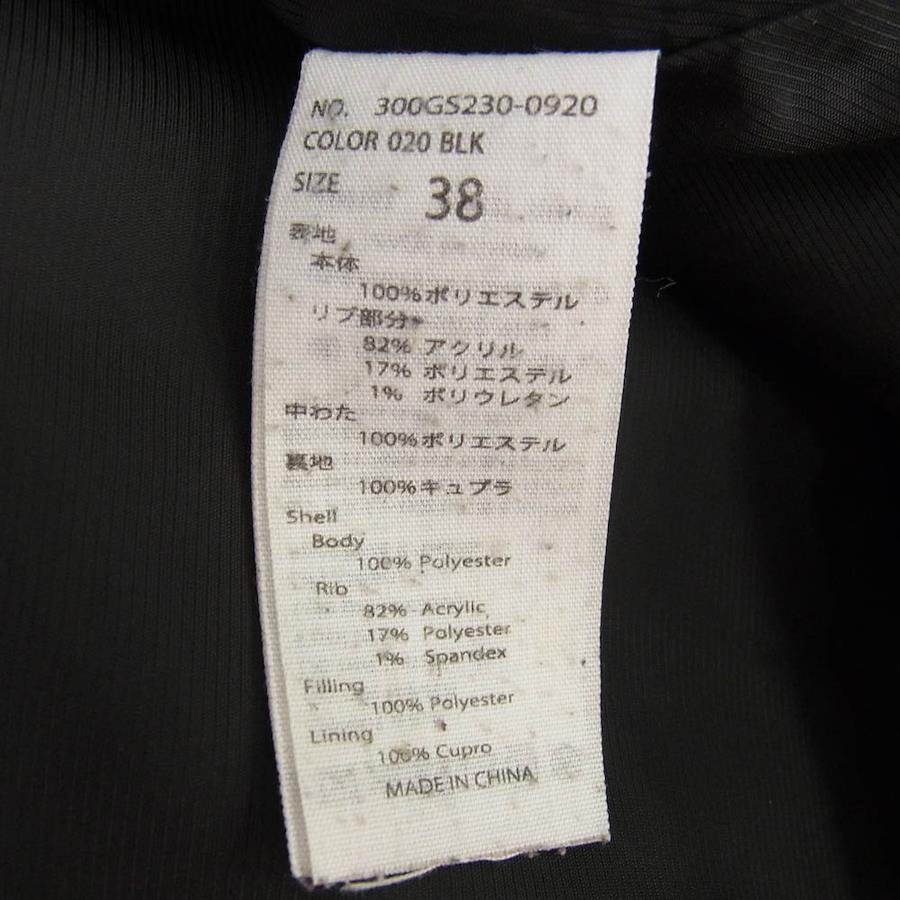 NO. 300GS230-0920
COLOR 020 BLK
SIZE 38
表地
本体
100%ポリエステル
リブ部分
82% アクリル
17% ポリエステル
1% ポリウレタン
中わた
100%ポリエステル
裏地
100%キュプラ
Shell
Body
100% Polyester
Rib
82% Acrylic
17% Polyester
1% Spandex
Filling
100% Polyester
Lining
100% Cupro
MADE IN CHINA